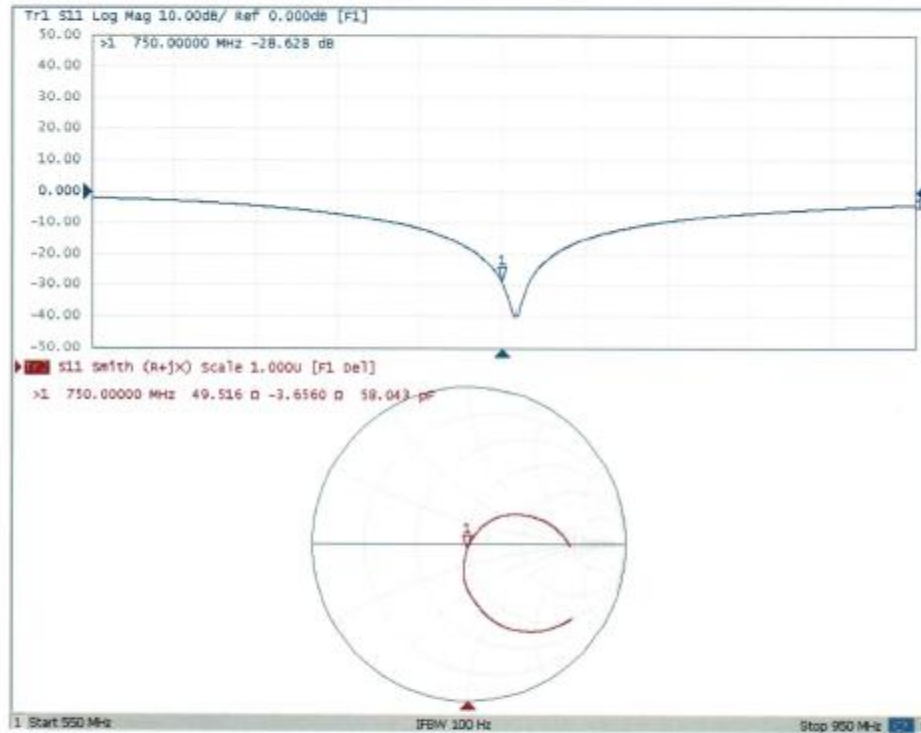 Tr1 S11 Log Mag 10.00dB/ Ref 0.000dB [F1]
50.00
>1 750.00000 MHz -28.628 dB
40.00
30.00
20.00
10.00
0.000
-10.00
-20.00
1
-30.00
-40.00
-50.00
S11 Smith (R+jX) Scale 1.000U [F1 Del]
>1 750.00000 MHz 49.516 Ω -3.6560 Ω 58.043 pF
1
1 Start 550 MHz IFBW 100 Hz Stop 950 MHz